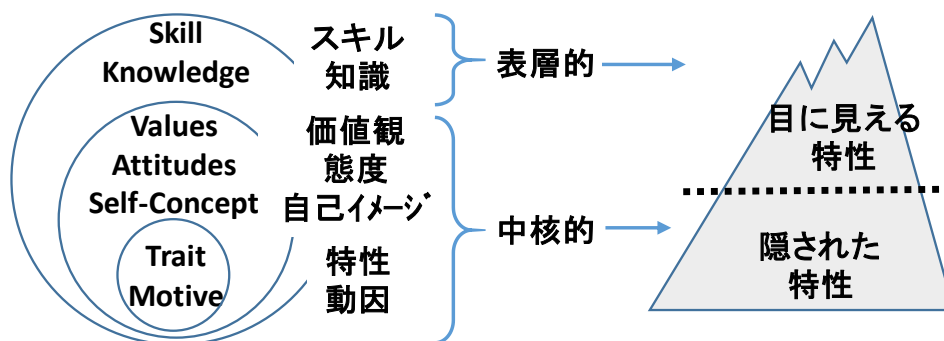 Skill
Knowledge
Values
Attitudes
Self-Concept
Trait
Motive
スキル
知識
価値観
態度
自己イメージ
特性
動因
表層的
中核的
目に見える
特性
隠された
特性